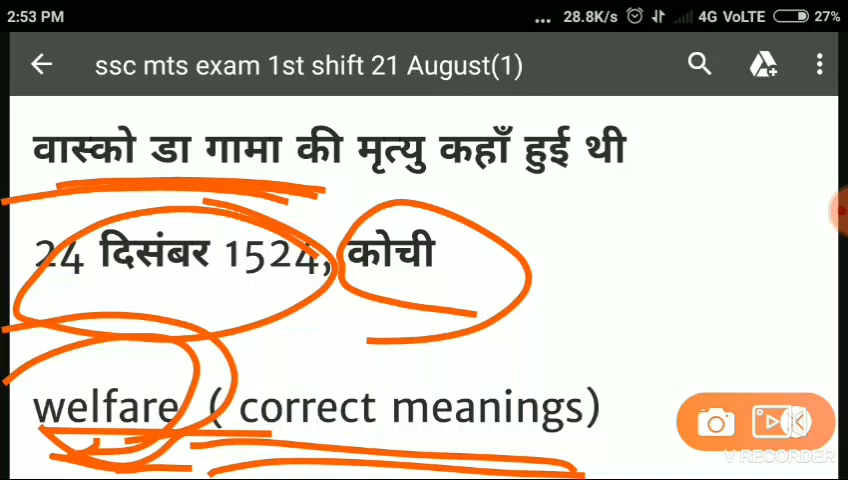 2:53 PM ... 28.8K/s 4G VoLTE 27%
ssc mts exam 1st shift 21 August(1)
वास्को डा गामा की मृत्यु कहाँ हुई थी
24 दिसंबर 1524, कोची
welfare ( correct meanings)
V RECORDER